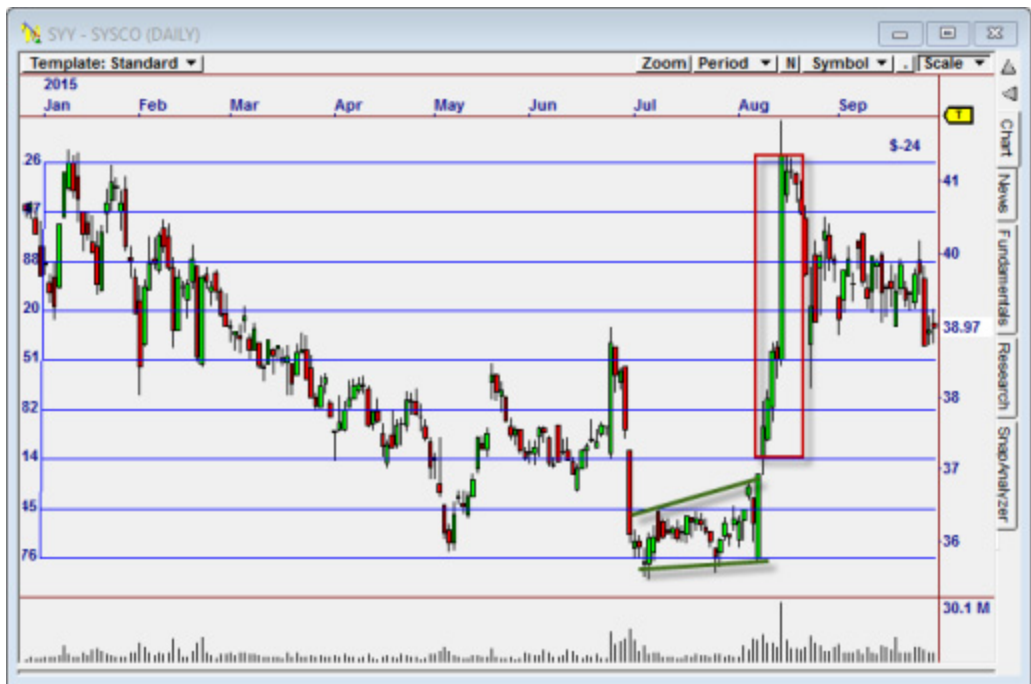 SYY - SYSCO (DAILY)
Template: Standard Zoom Period N Symbol . Scale
2015
Jan Feb Mar Apr May Jun Jul Aug Sep
T
$-24
.26
41
88
40
20
38.97
51
38
82
14
37
45
36
76
30.1 M
Chart
News
Fundamentals
Research
SnapAnalyzer